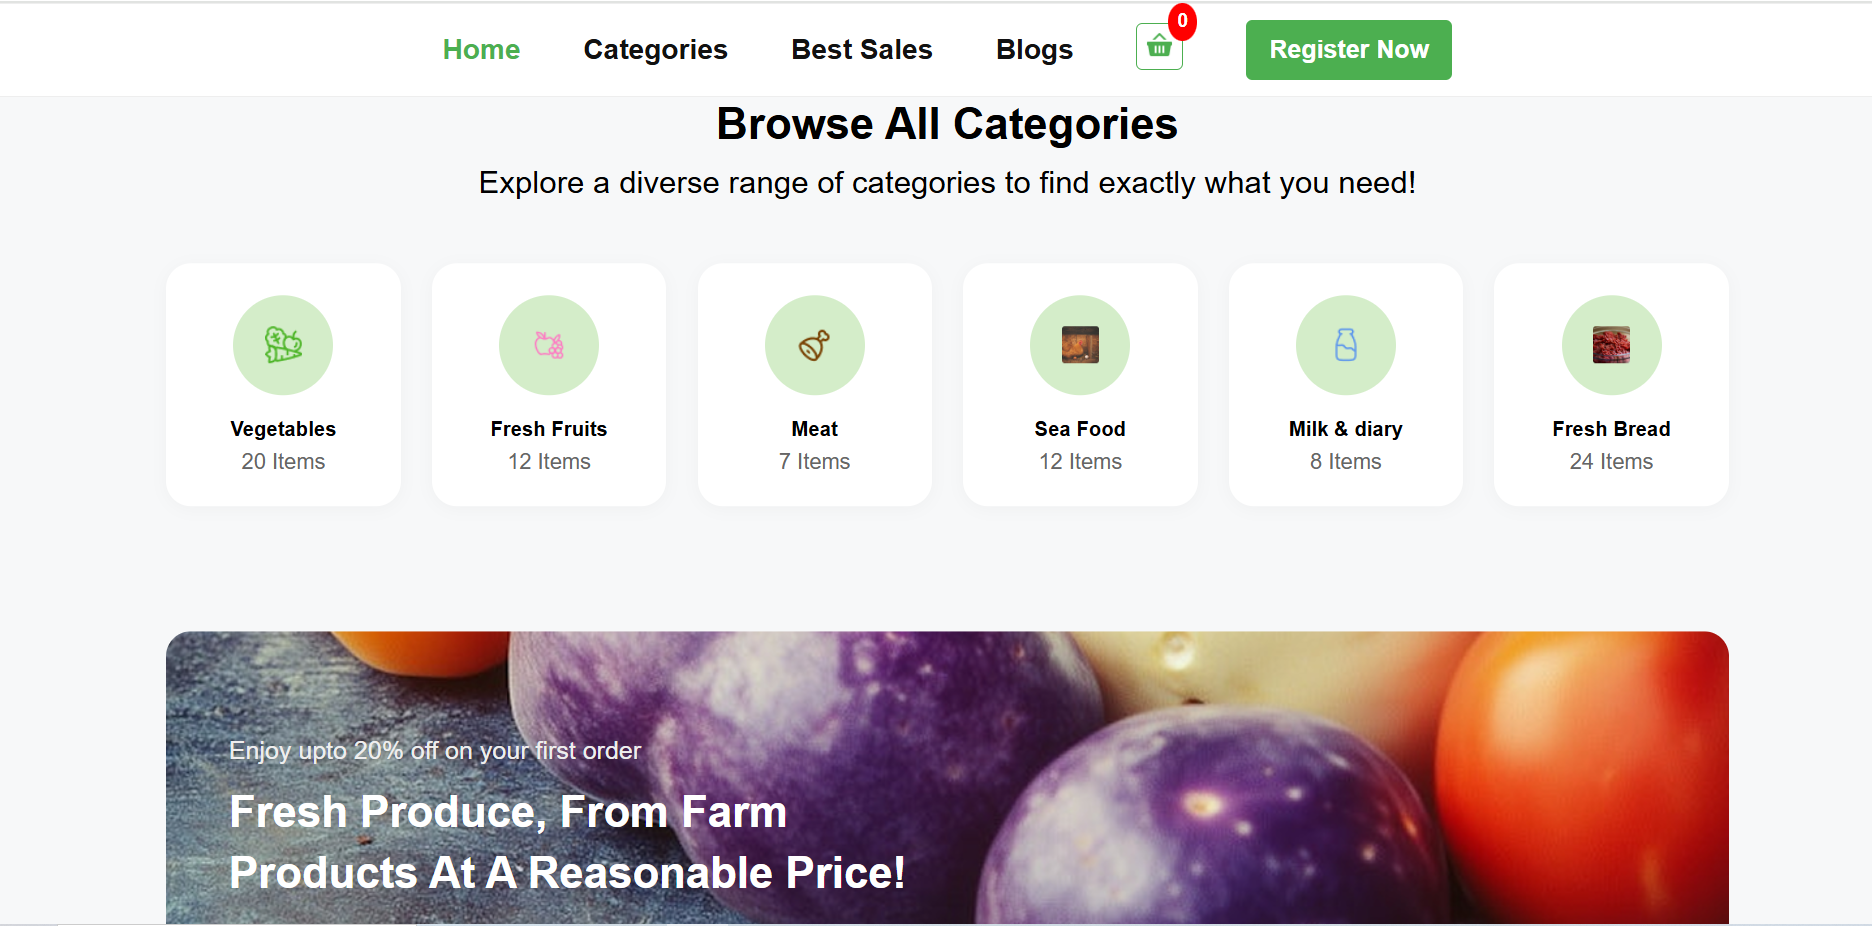 Home Categories Best Sales Blogs 0 Register Now
Browse All Categories
Explore a diverse range of categories to find exactly what you need!
Vegetables
20 Items
Fresh Fruits
12 Items
Meat
7 Items
Sea Food
12 Items
Milk & diary
8 Items
Fresh Bread
24 Items
Enjoy upto 20% off on your first order
Fresh Produce, From Farm
Products At A Reasonable Price!